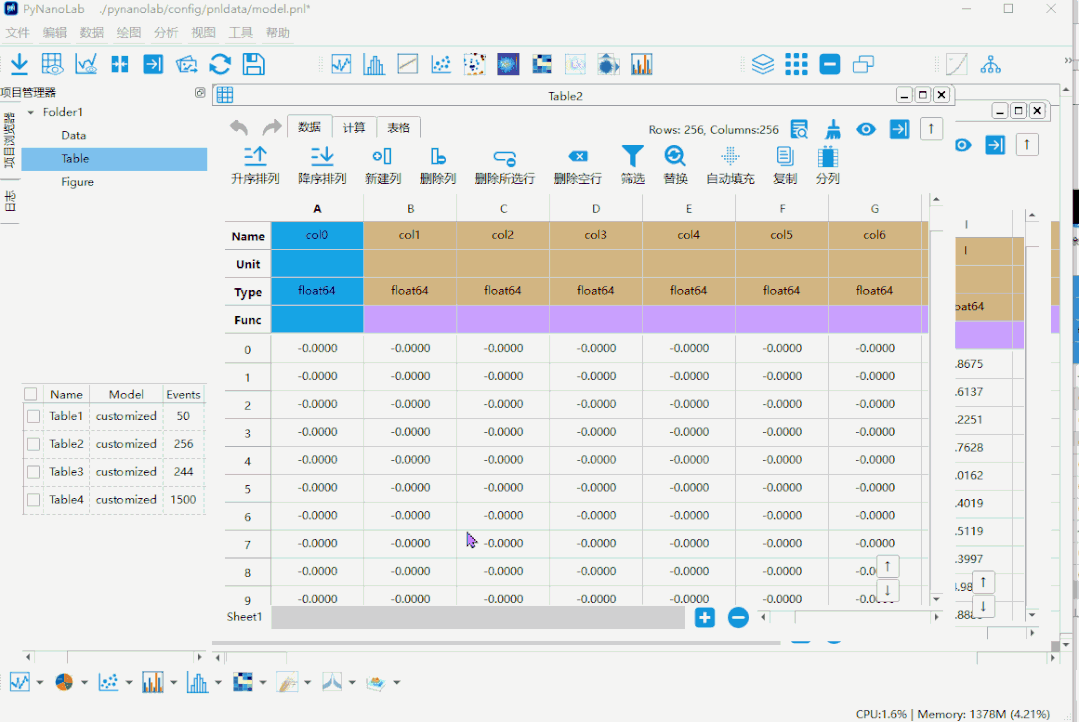 PyNanoLab ./pynanolab/config/pnldata/model.pnl*
文件 编辑 数据 绘图 分析 视图 工具 帮助
项目管理器
项目浏览器
日志
Folder1
Data
Table
Figure
Name Model Events
Table1 customized 50
Table2 customized 256
Table3 customized 244
Table4 customized 1500
Table2
数据 计算 表格
Rows: 256, Columns:256
升序排列 降序排列 新建列 删除列 删除所选行 删除空行 筛选 替换 自动填充 复制 分列
A B C D E F G
Name col0 col1 col2 col3 col4 col5 col6
Unit
Type float64 float64 float64 float64 float64 float64 float64
Func
0 -0.0000 -0.0000 -0.0000 -0.0000 -0.0000 -0.0000 -0.0000
1 -0.0000 -0.0000 -0.0000 -0.0000 -0.0000 -0.0000 -0.0000
2 -0.0000 -0.0000 -0.0000 -0.0000 -0.0000 -0.0000 -0.0000
3 -0.0000 -0.0000 -0.0000 -0.0000 -0.0000 -0.0000 -0.0000
4 -0.0000 -0.0000 -0.0000 -0.0000 -0.0000 -0.0000 -0.0000
5 -0.0000 -0.0000 -0.0000 -0.0000 -0.0000 -0.0000 -0.0000
6 -0.0000 -0.0000 -0.0000 -0.0000 -0.0000 -0.0000 -0.0000
7 -0.0000 -0.0000 -0.0000 -0.0000 -0.0000 -0.0000 -0.0000
8 -0.0000 -0.0000 -0.0000 -0.0000 -0.0000 -0.0000 -0.0
9 -0.0000 -0.0000 -0.0000 -0.0000 -0.0000 -0.0000 -0.00
Sheet1
I
I
oat64
.8675
.6137
.2251
.7628
.0162
.4019
.5119
.3997
4.98
CPU:1.6% | Memory: 1378M (4.21%)